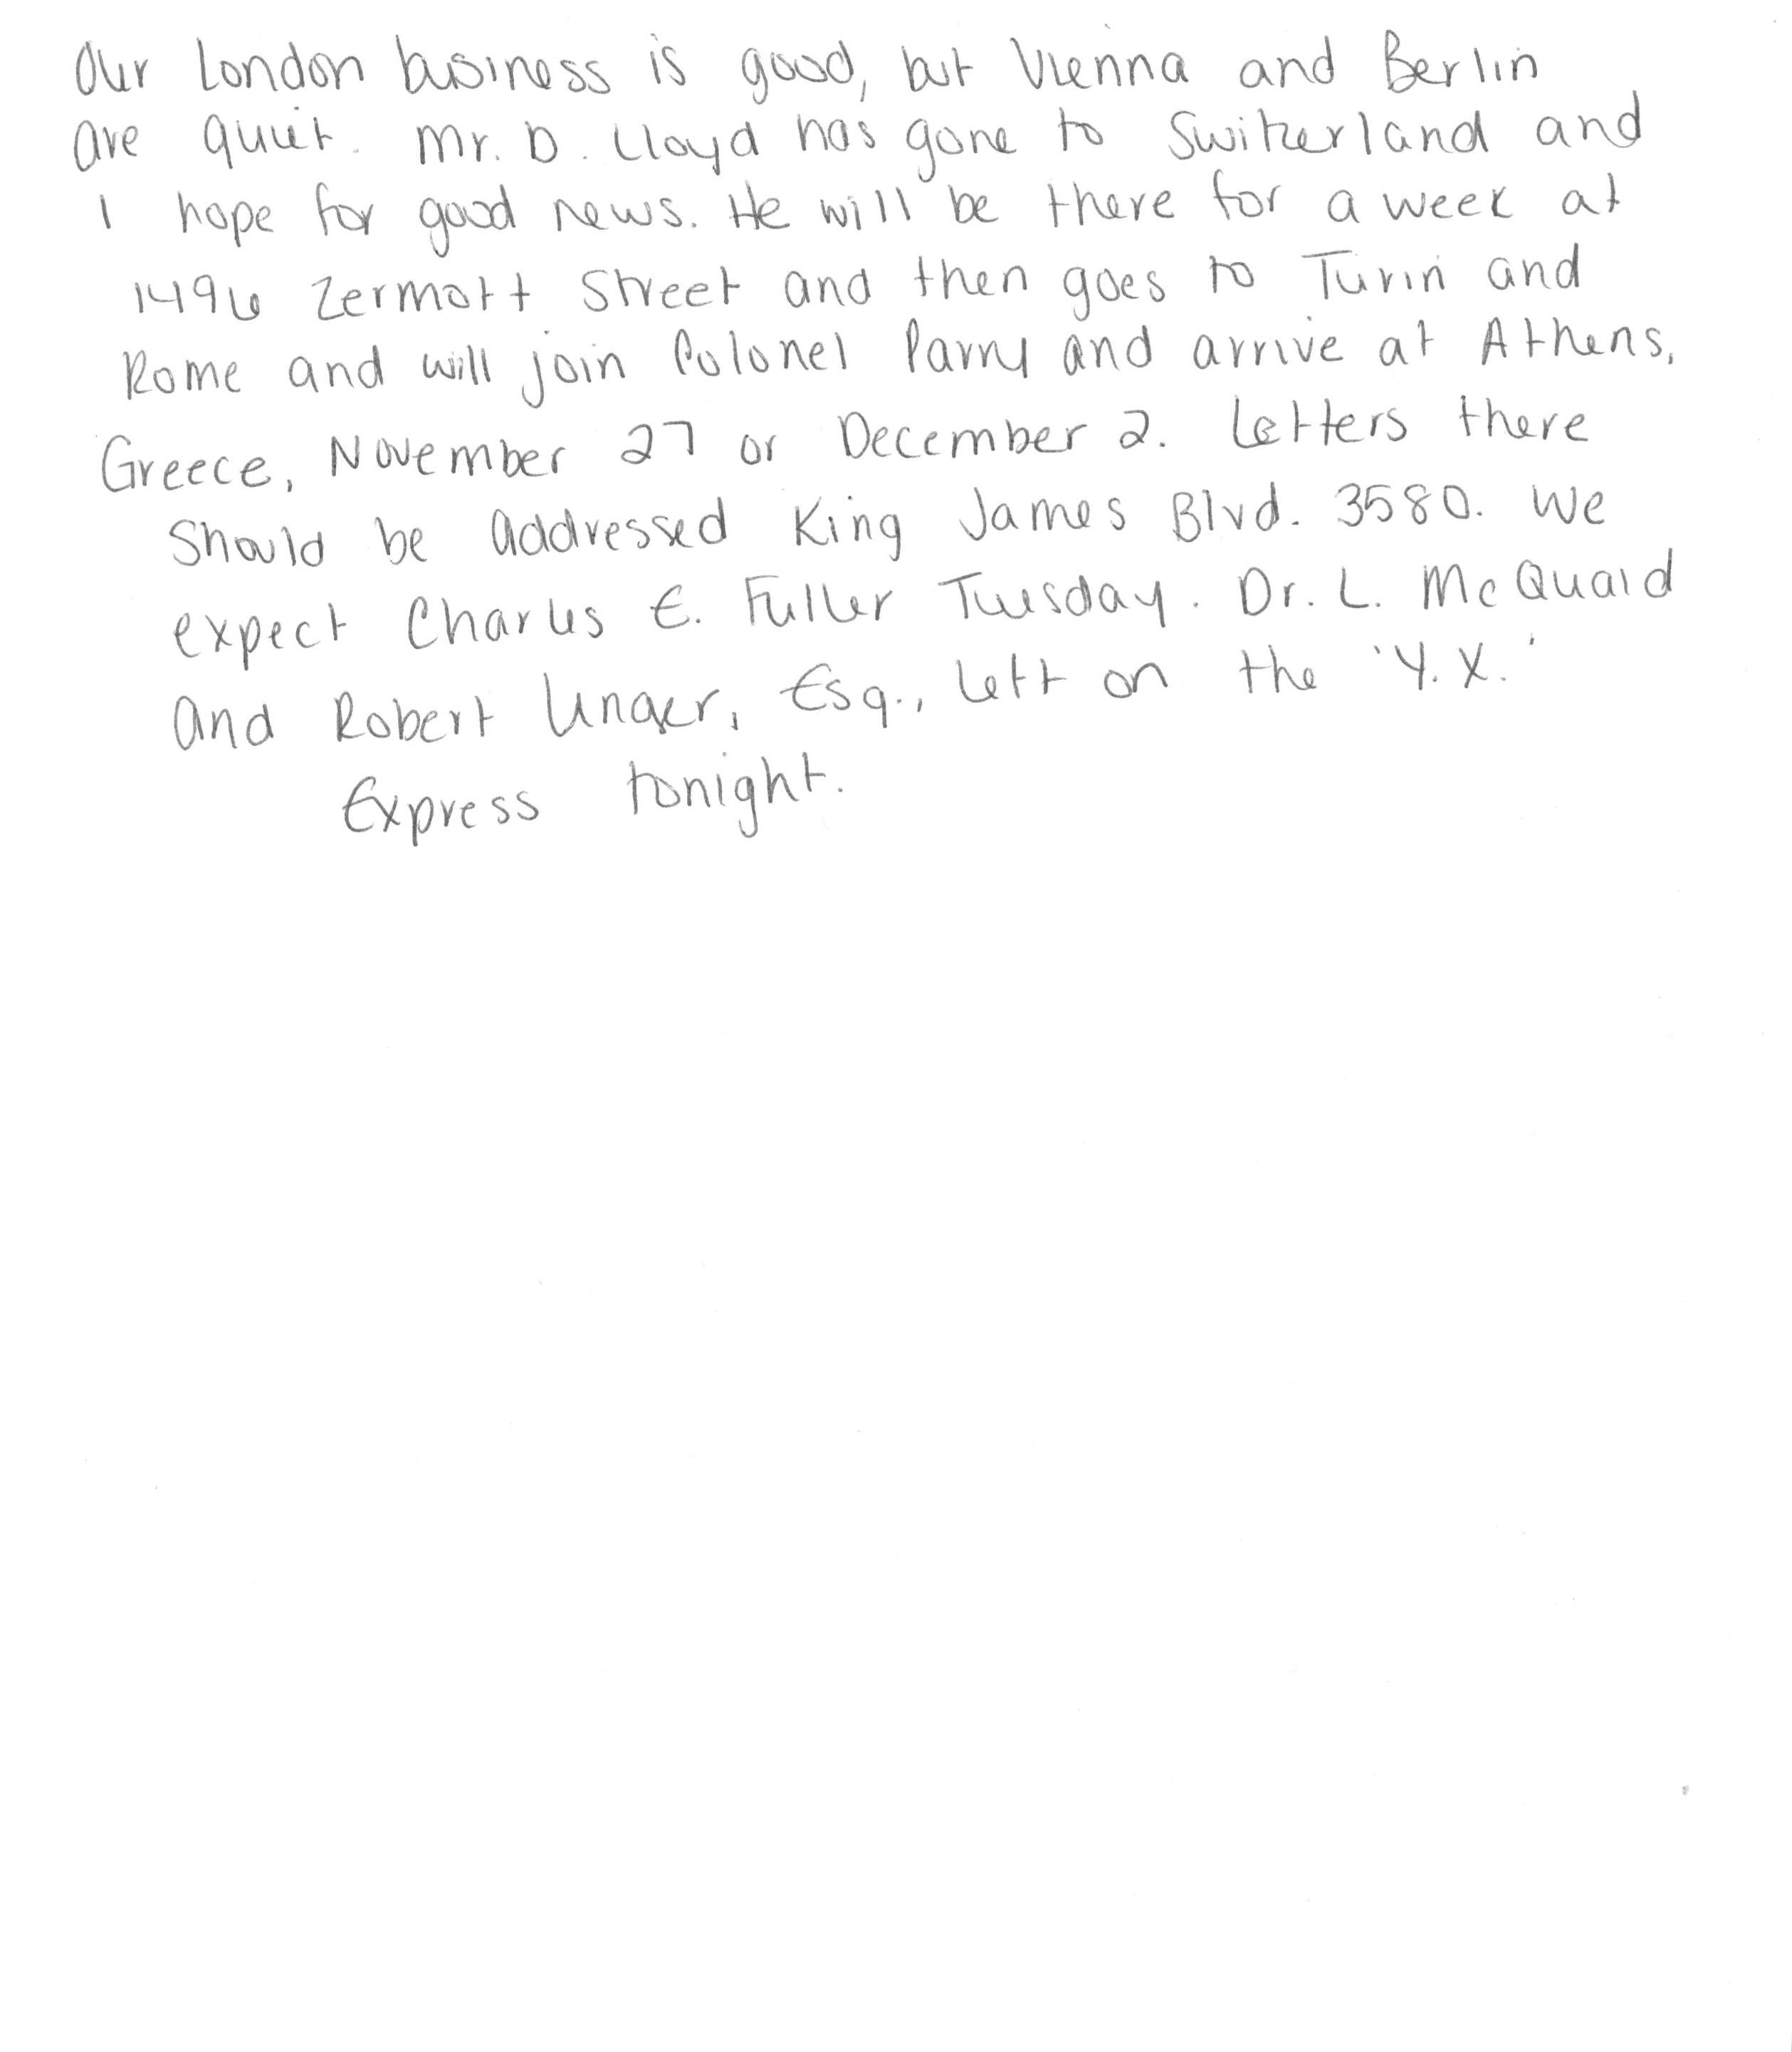 Our London business is good, but Vienna and Berlin
are quiet. Mr. D. Lloyd has gone to Switzerland and
I hope for good news. He will be there for a week at
1496 Zermott Street and then goes to Turin and
Rome and will join Colonel Parry and arrive at Athens,
Greece, November 27 or December 2. Letters there
should be addressed King James Blvd. 3580. We
expect Charles E. Fuller Tuesday. Dr. L. McQuaid
and Robert Unger, Esq., left on the 'Y.X.'
Express tonight.